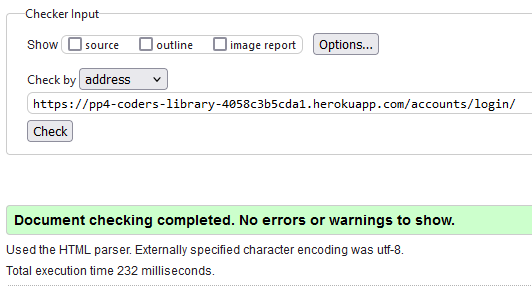 Checker Input
Show source outline image report Options...
Check by address
https://pp4-coders-library-4058c3b5cda1.herokuapp.com/accounts/login/
Check
Document checking completed. No errors or warnings to show.
Used the HTML parser. Externally specified character encoding was utf-8.
Total execution time 232 milliseconds.